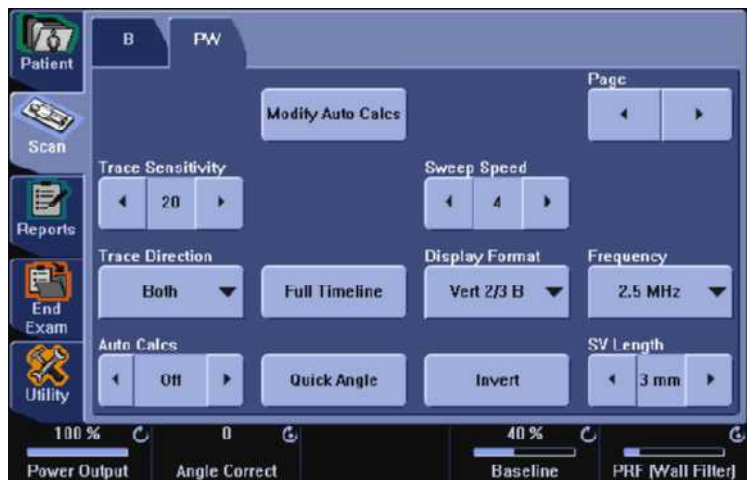 B
PW
Patient
Page
Modify Auto Calcs
Scan
Trace Sensitivity
Sweep Speed
20
4
Reports
Trace Direction
Display Format
Frequency
Both
Full Timeline
Vert 2/3 B
2.5 MHz
End
Exam
Auto Calcs
SV Length
Off
Quick Angle
Invert
3 mm
Utility
100 %
0
40 %
Power Output
Angle Correct
Baseline
PRF (Wall Filter)